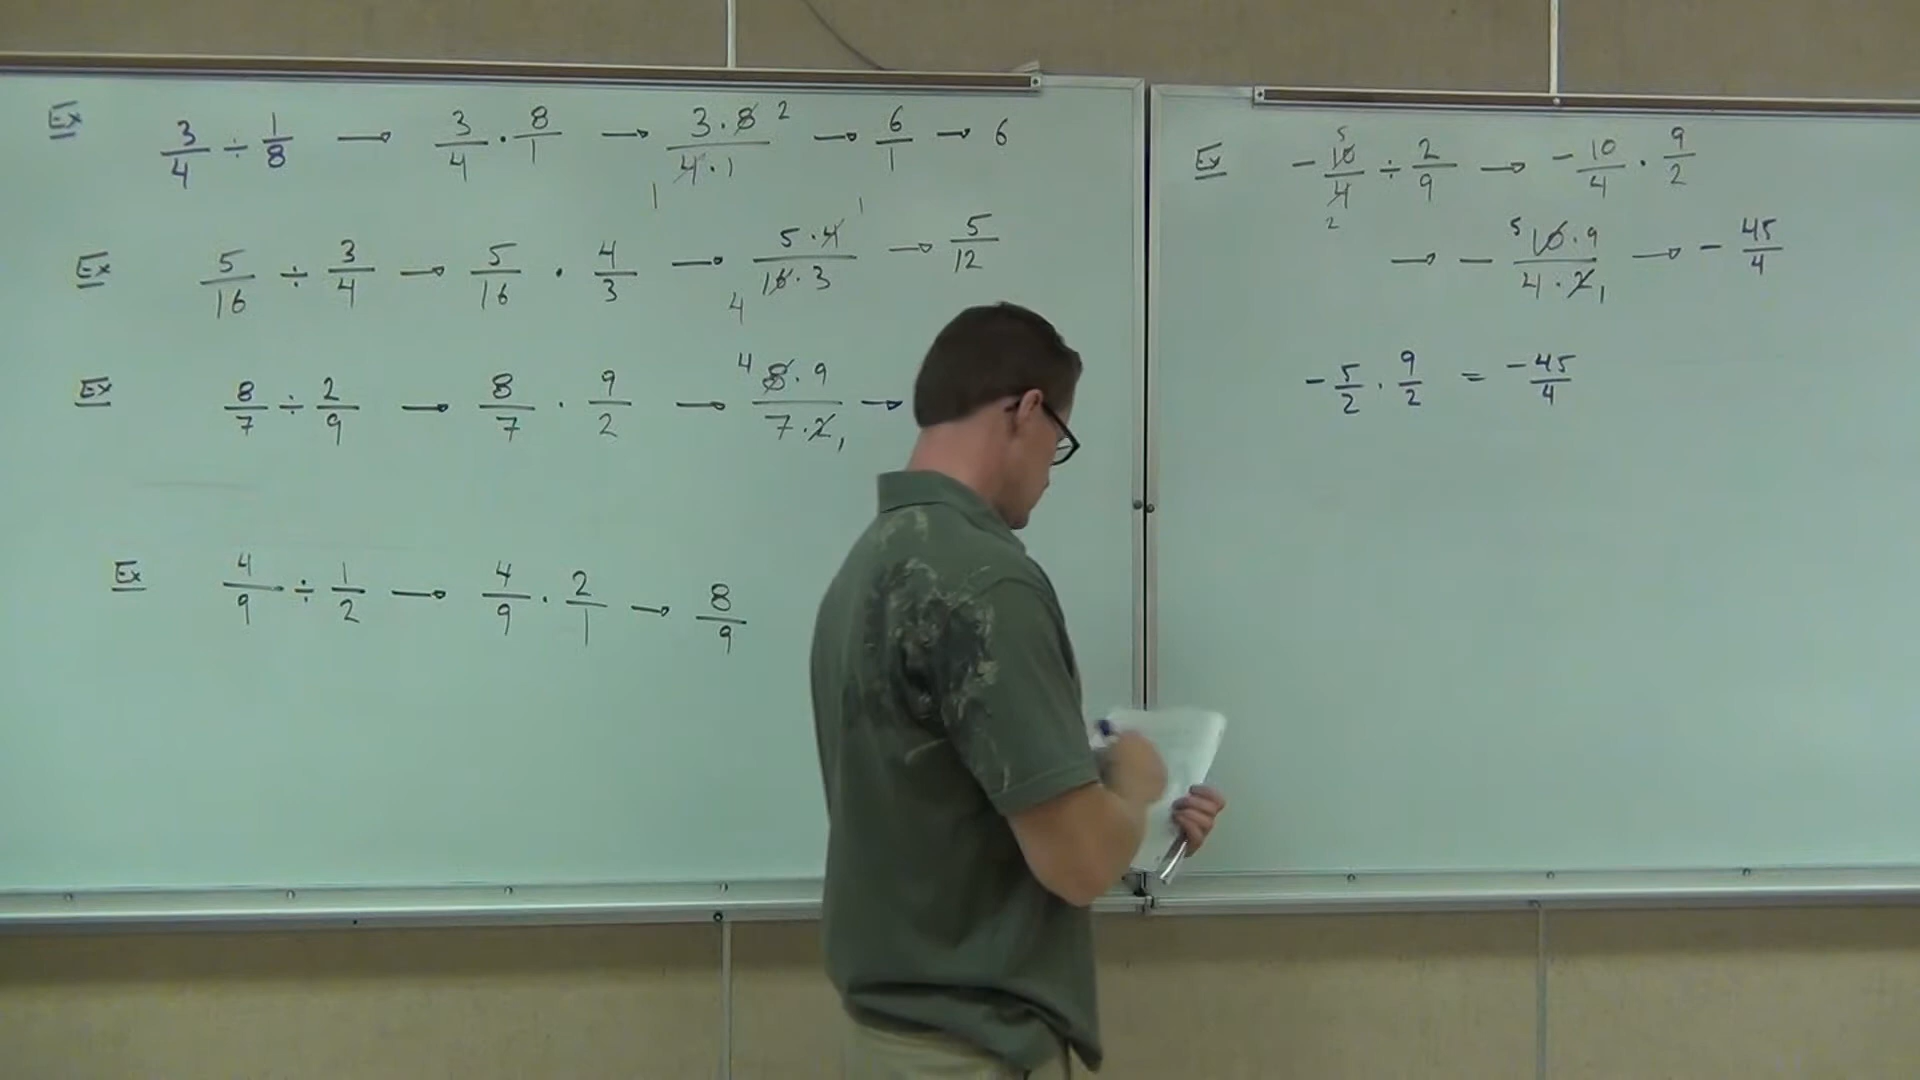 Ex 3/4 ÷ 1/8 → 3/4 · 8/1 → 3·8 2/4·1 1 → 6/1 → 6
Ex 5/16 ÷ 3/4 → 5/16 · 4/3 → 5·4 1/4 16·3 → 5/12
Ex 8/7 ÷ 2/9 → 8/7 · 9/2 → 4 8·9/7·2 1 →
Ex 4/9 ÷ 1/2 → 4/9 · 2/1 → 8/9
Ex - 5 10/4 2 ÷ 2/9 → - 10/4 · 9/2
→ - 5 10·9/4·2 1 → - 45/4
- 5/2 · 9/2 = -45/4